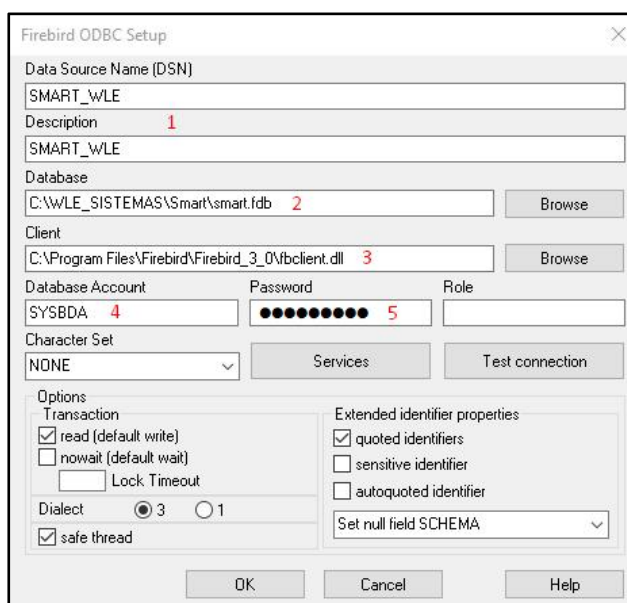 Firebird ODBC Setup
Data Source Name (DSN)
SMART_WLE
Description 1
SMART_WLE
Database
C:\WLE_SISTEMAS\Smart\smart.fdb 2 Browse
Client
C:\Program Files\Firebird\Firebird_3_0\fbclient.dll 3 Browse
Database Account Password Role
SYSBDA 4 ●●●●●●●●● 5
Character Set
NONE Services Test connection
Options
Transaction Extended identifier properties
read (default write) quoted identifiers
nowait (default wait) sensitive identifier
Lock Timeout autoquoted identifier
Dialect 3 1 Set null field SCHEMA
safe thread
OK Cancel Help